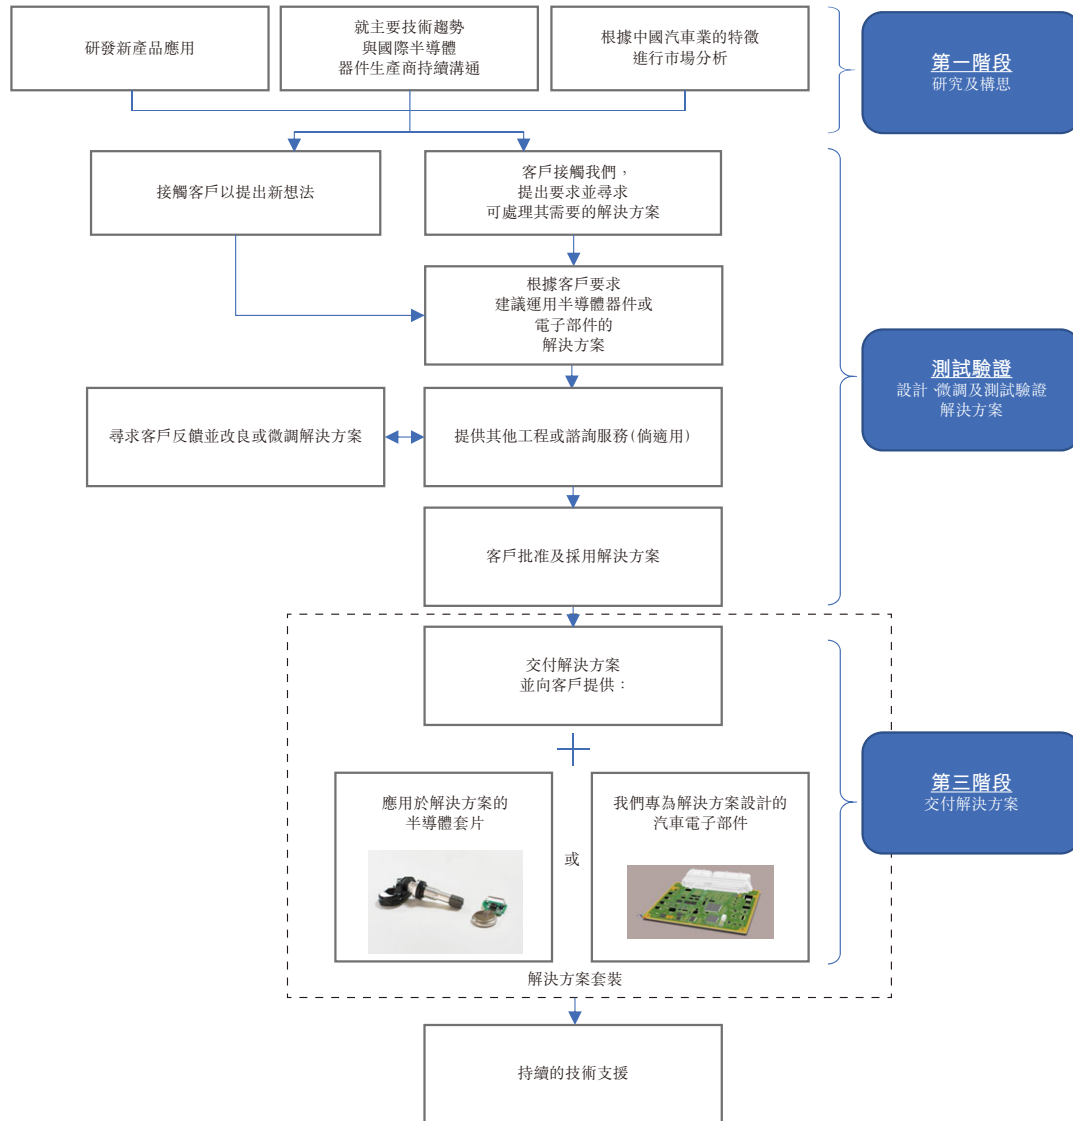 研發新產品應用
就主要技術趨勢
與國際半導體
器件生產商持續溝通
根據中國汽車業的特徵
進行市場分析
第一階段
研究及構思
接觸客戶以提出新想法
客戶接觸我們，
提出要求並尋求
可處理其需要的解決方案
根據客戶要求
建議運用半導體器件或
電子部件的
解決方案
測試驗證
設計、微調及測試驗證
解決方案
尋求客戶反饋並改良或微調解決方案
提供其他工程或諮詢服務(倘適用)
客戶批准及採用解決方案
交付解決方案
並向客戶提供：
第三階段
交付解決方案
應用於解決方案的
半導體套片
或
我們專為解決方案設計的
汽車電子部件
解決方案套裝
持續的技術支援